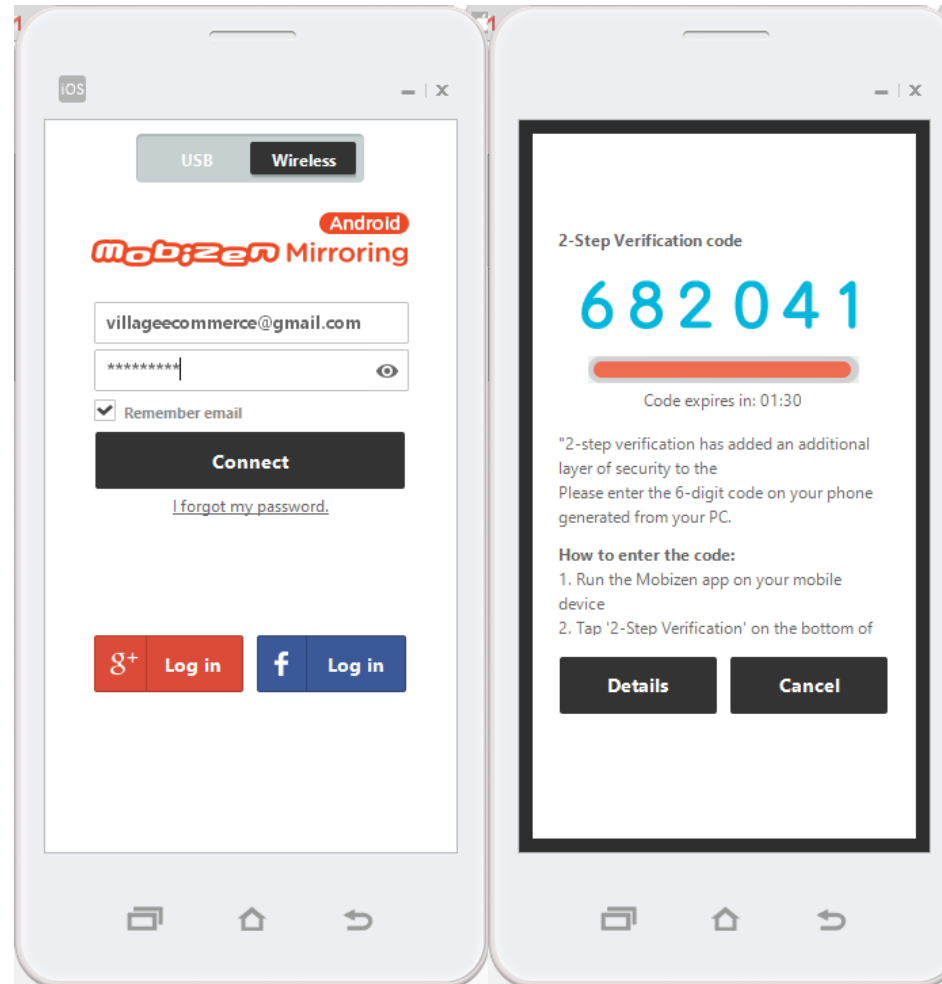 1
iOS
USB Wireless
Android
mobizen Mirroring
villageecommerce@gmail.com
*********
Remember email
Connect
I forgot my password.
g+ Log in
f Log in
1
2-Step Verification code
682041
Code expires in: 01:30
"2-step verification has added an additional
layer of security to the
Please enter the 6-digit code on your phone
generated from your PC.
How to enter the code:
1. Run the Mobizen app on your mobile
device
2. Tap '2-Step Verification' on the bottom of
Details Cancel